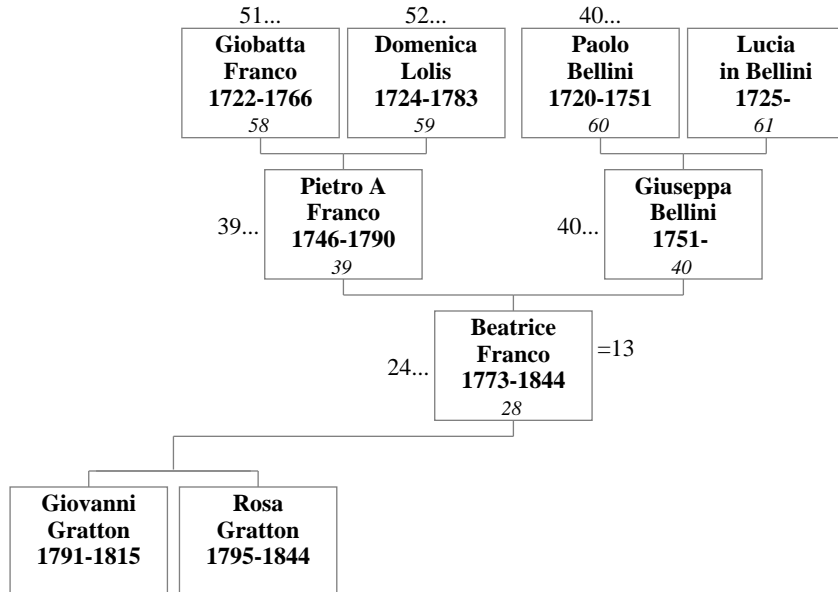 51...
52...
40...
Giobatta
Franco
1722-1766
58
Domenica
Lolis
1724-1783
59
Paolo
Bellini
1720-1751
60
Lucia
in Bellini
1725-
61
39...
Pietro A
Franco
1746-1790
39
40...
Giuseppa
Bellini
1751-
40
24...
Beatrice
Franco
1773-1844
28
=13
Giovanni
Gratton
1791-1815
Rosa
Gratton
1795-1844